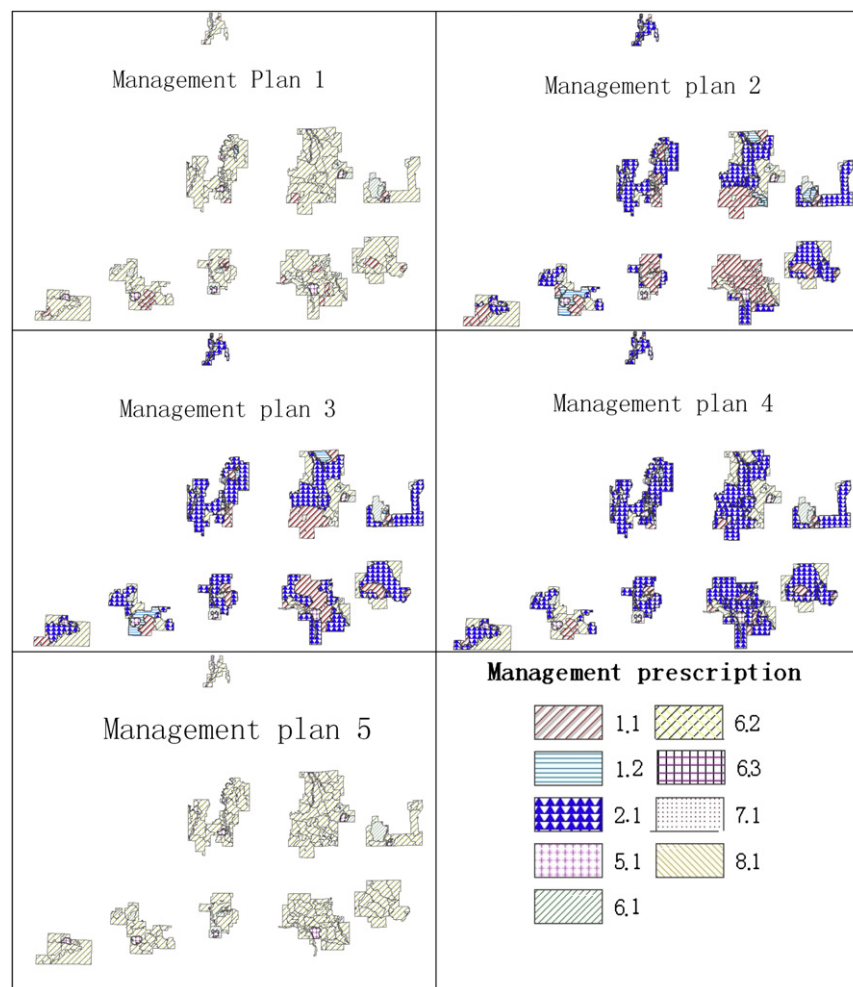 Management Plan 1
Management plan 2
Management plan 3
Management plan 4
Management plan 5
Management prescription
1.1 6.2
1.2 6.3
2.1 7.1
5.1 8.1
6.1